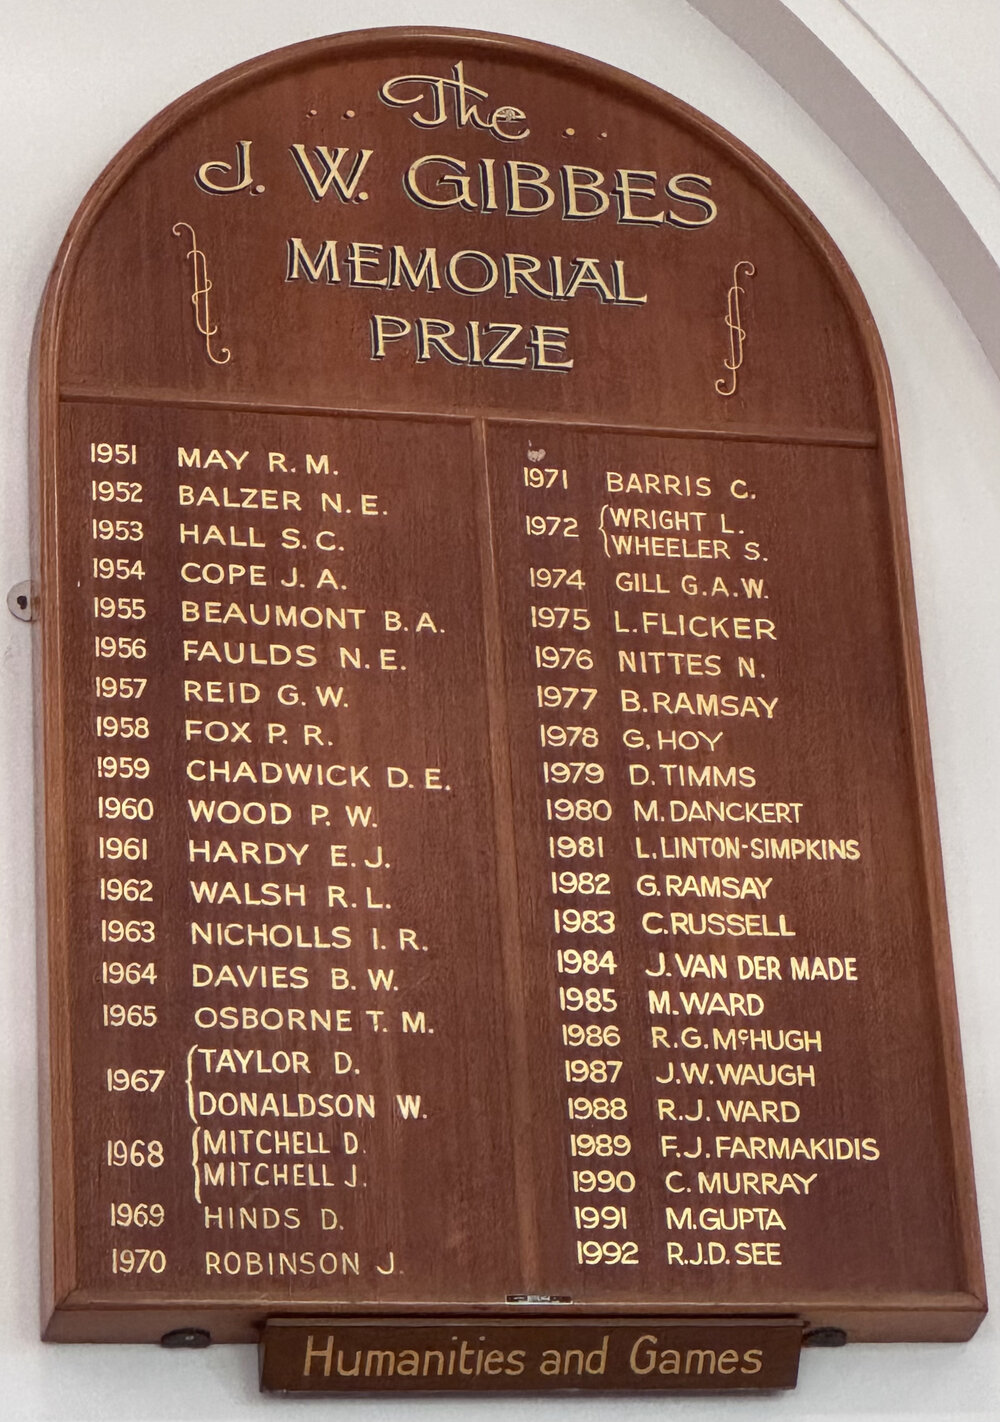 The
J. W. GIBBES
MEMORIAL
PRIZE
1951 MAY R. M.
1952 BALZER N. E.
1953 HALL S. C.
1954 COPE J. A.
1955 BEAUMONT B. A.
1956 FAULDS N. E.
1957 REID G. W.
1958 FOX P. R.
1959 CHADWICK D. E.
1960 WOOD P. W.
1961 HARDY E. J.
1962 WALSH R. L.
1963 NICHOLLS I. R.
1964 DAVIES B. W.
1965 OSBORNE T. M.
1967 TAYLOR D.
DONALDSON W.
1968 MITCHELL D.
MITCHELL J.
1969 HINDS D.
1970 ROBINSON J.
1971 BARRIS C.
1972 WRIGHT L.
WHEELER S.
1974 GILL G. A. W.
1975 L. FLICKER
1976 NITTES N.
1977 B. RAMSAY
1978 G. HOY
1979 D. TIMMS
1980 M. DANCKERT
1981 L. LINTON-SIMPKINS
1982 G. RAMSAY
1983 C. RUSSELL
1984 J. VAN DER MADE
1985 M. WARD
1986 R. G. McHUGH
1987 J. W. WAUGH
1988 R. J. WARD
1989 F. J. FARMAKIDIS
1990 C. MURRAY
1991 M. GUPTA
1992 R.J.D. SEE
Humanities and Games